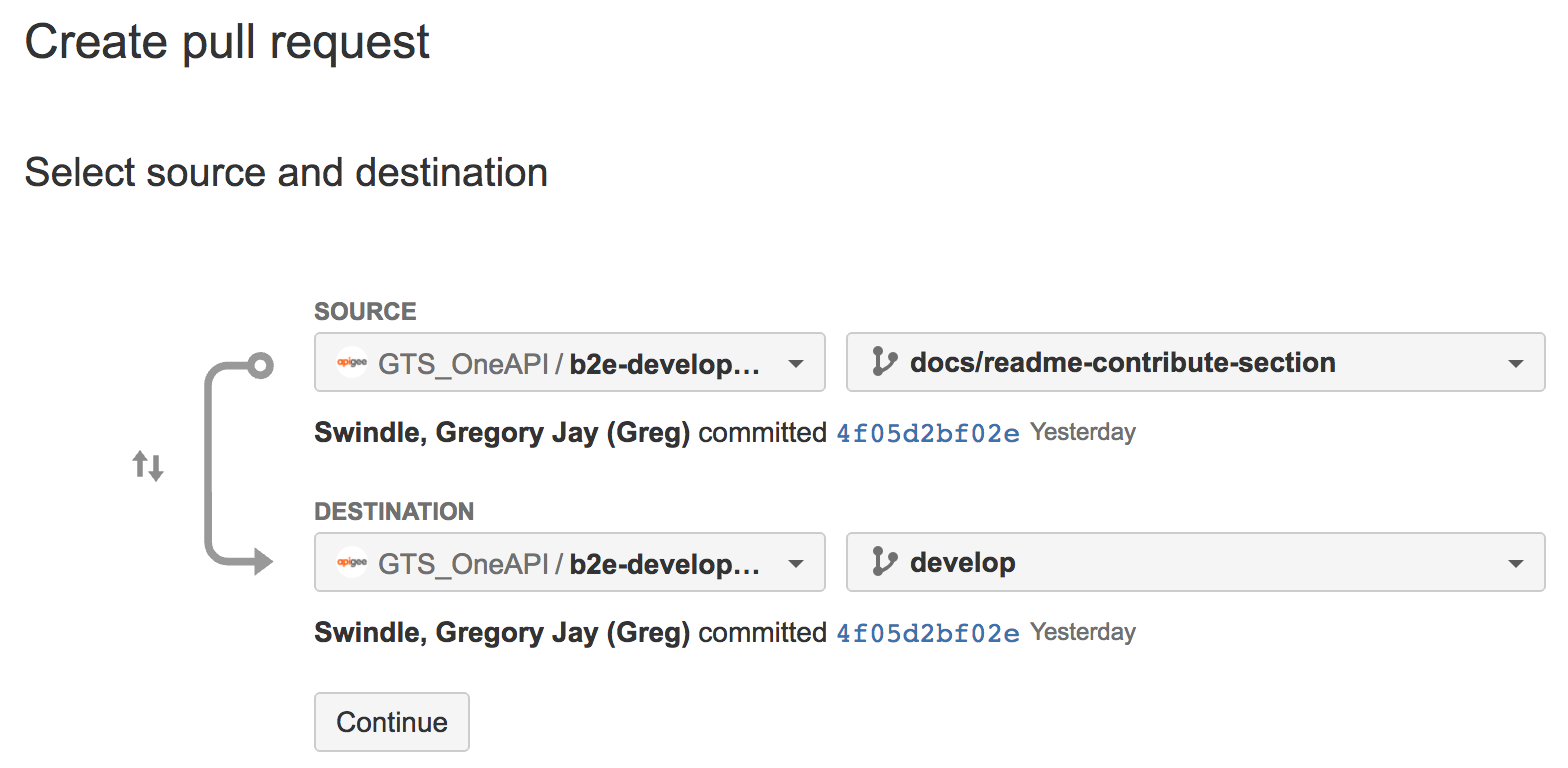 Create pull request
Select source and destination
SOURCE
apigee GTS_OneAPI / b2e-develop... docs/readme-contribute-section
Swindle, Gregory Jay (Greg) committed 4f05d2bf02e Yesterday
DESTINATION
apigee GTS_OneAPI / b2e-develop... develop
Swindle, Gregory Jay (Greg) committed 4f05d2bf02e Yesterday
Continue